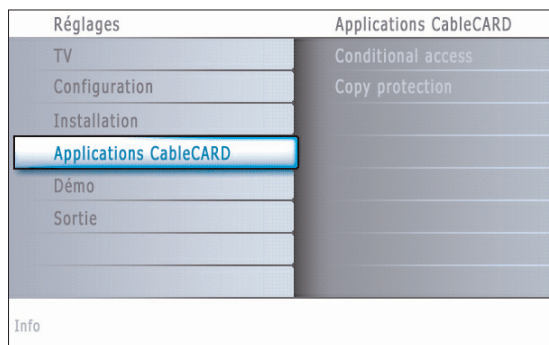 Réglages
TV
Configuration
Installation
Applications CableCARD
Démo
Sortie
Applications CableCARD
Conditional access
Copy protection
Info